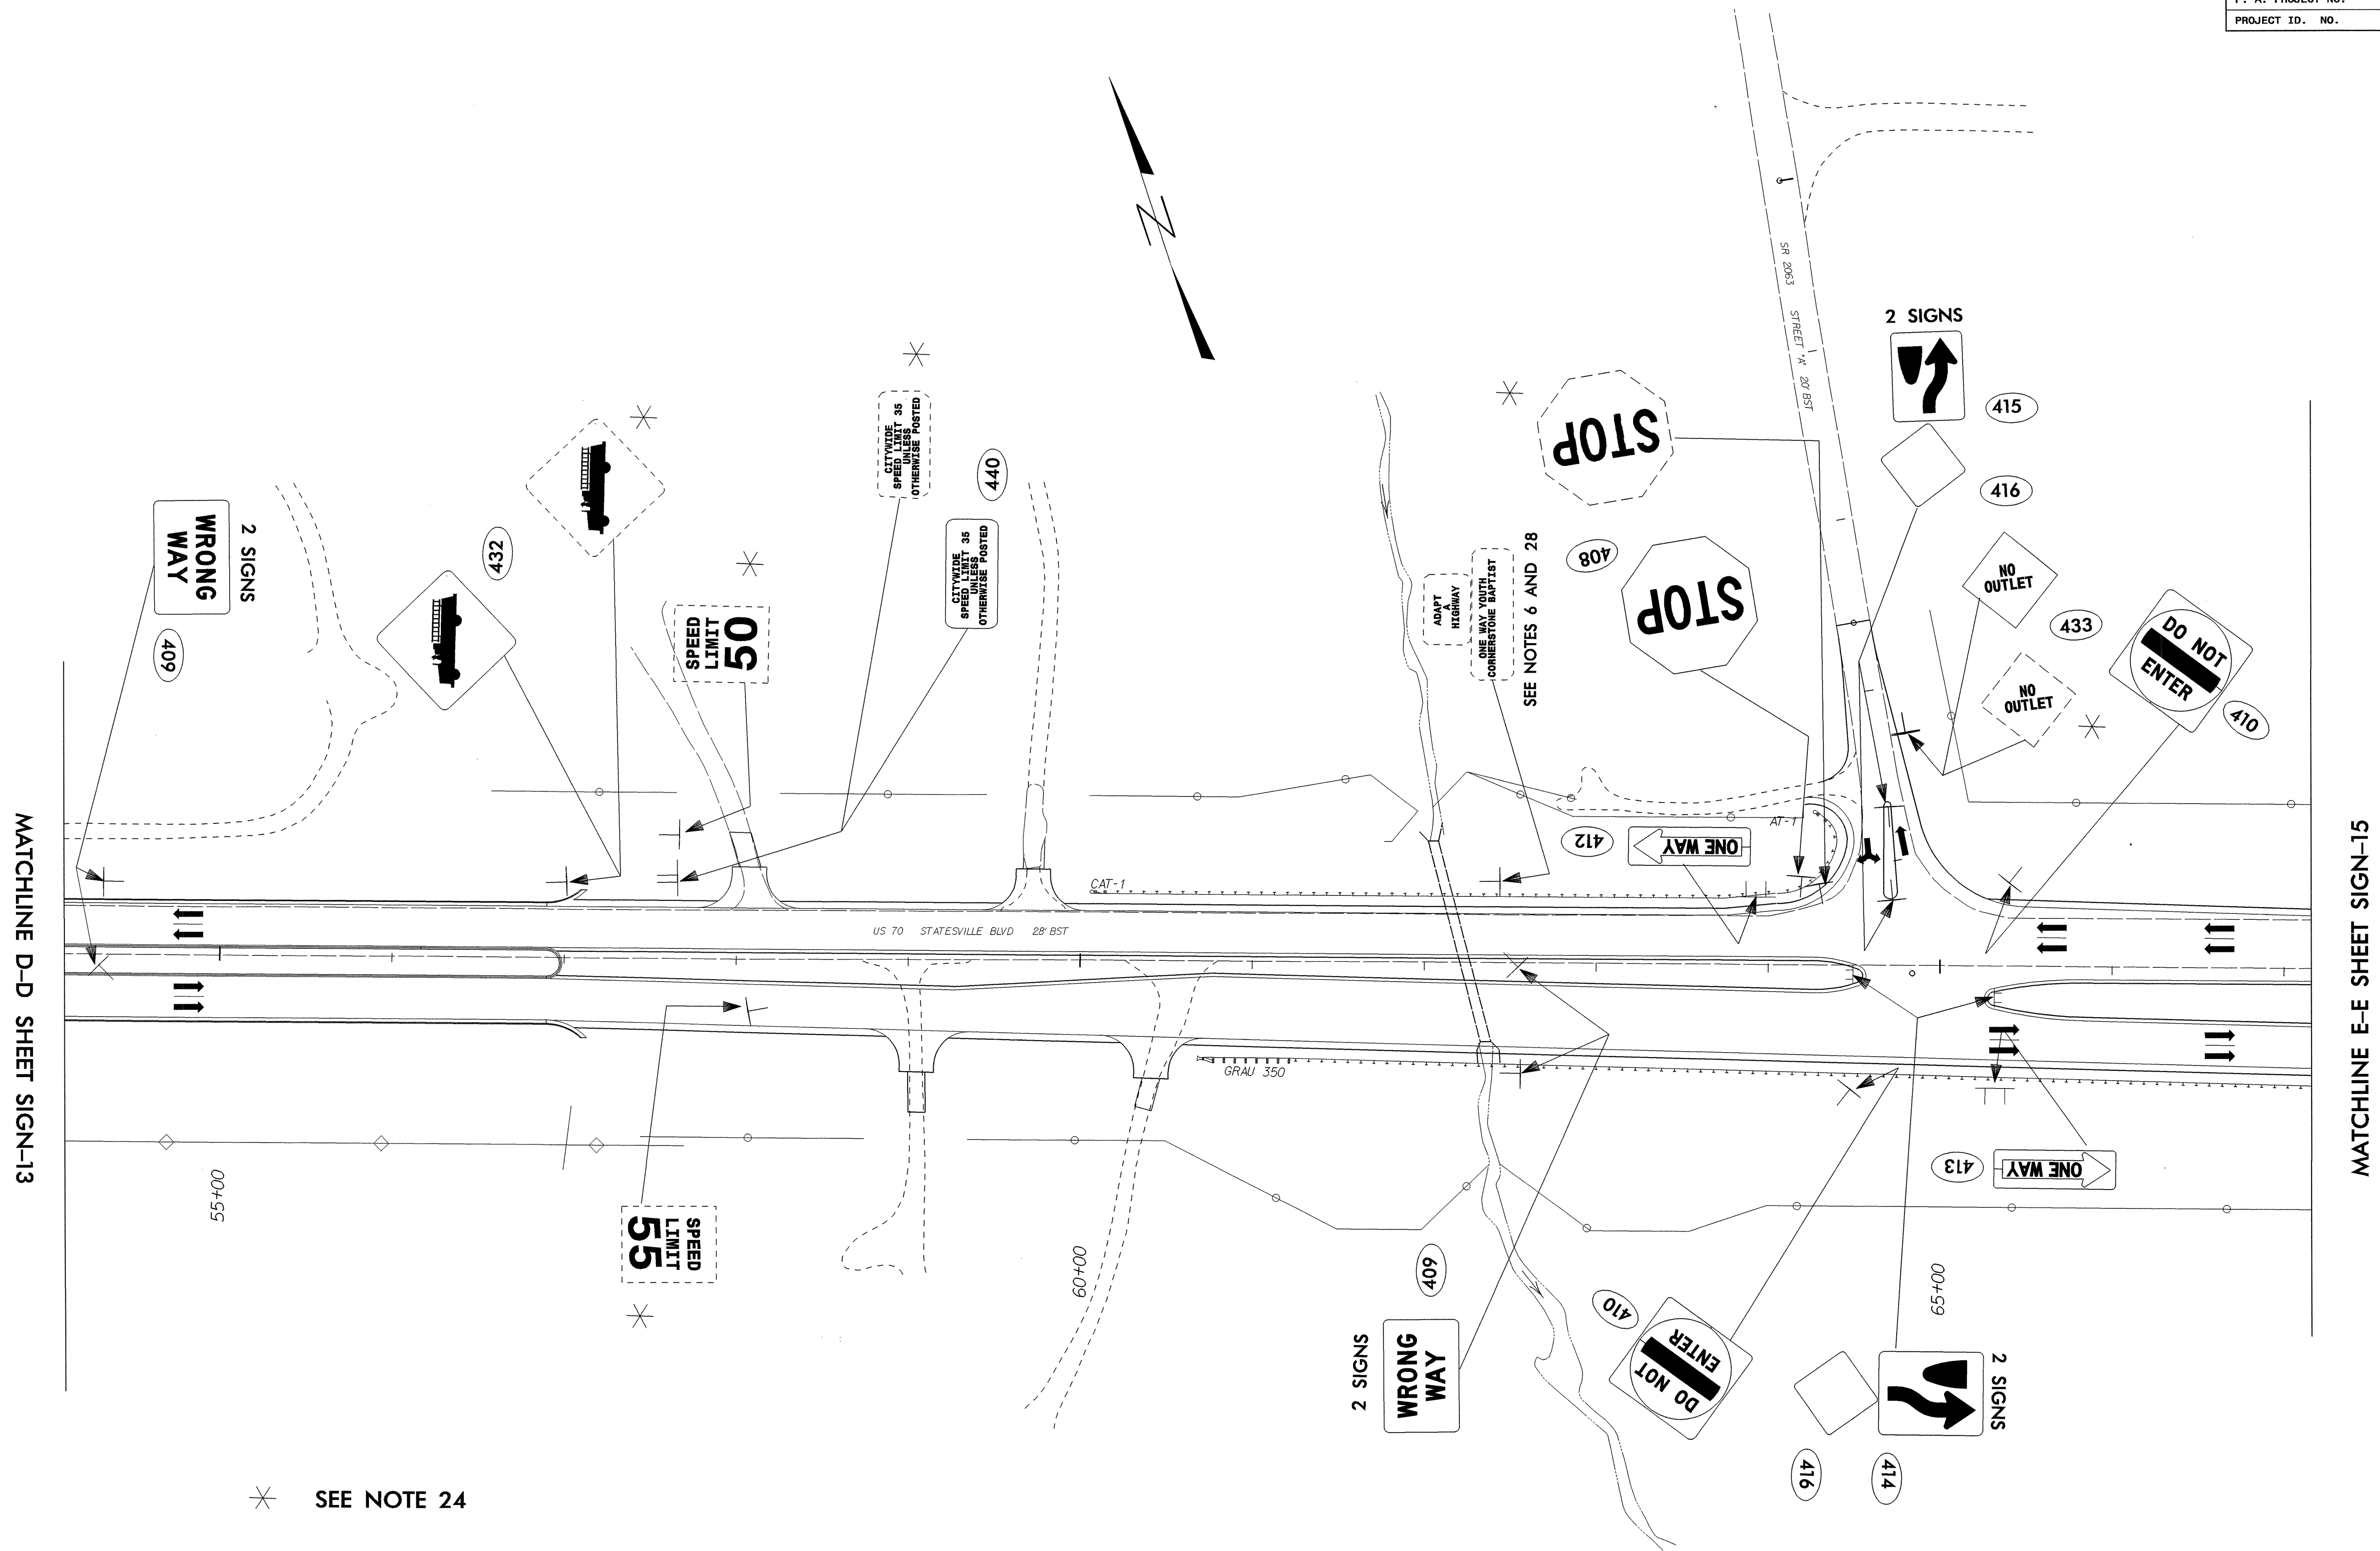 F. A. PROJECT NO.
PROJECT ID. NO.
SR 2063 STREET "A" 20' BST
2 SIGNS
415
416
NO
OUTLET
433
NO
OUTLET
DO NOT
ENTER
410
STOP
408
STOP
SEE NOTES 6 AND 28
ADAPT
A
HIGHWAY
ONE WAY YOUTH
CORNERSTONE BAPTIST
CITYWIDE
SPEED LIMIT 35
UNLESS
OTHERWISE POSTED
440
CITYWIDE
SPEED LIMIT 35
UNLESS
OTHERWISE POSTED
432
SPEED
LIMIT
50
2 SIGNS
WRONG
WAY
409
412
ONE WAY
AT-1
CAT-1
US 70 STATESVILLE BLVD 28' BST
GRAU 350
MATCHLINE D-D SHEET SIGN-13
MATCHLINE E-E SHEET SIGN-15
413
ONE WAY
55+00
60+00
65+00
SPEED
LIMIT
55
409
2 SIGNS
WRONG
WAY
410
DO NOT
ENTER
2 SIGNS
416
414
SEE NOTE 24